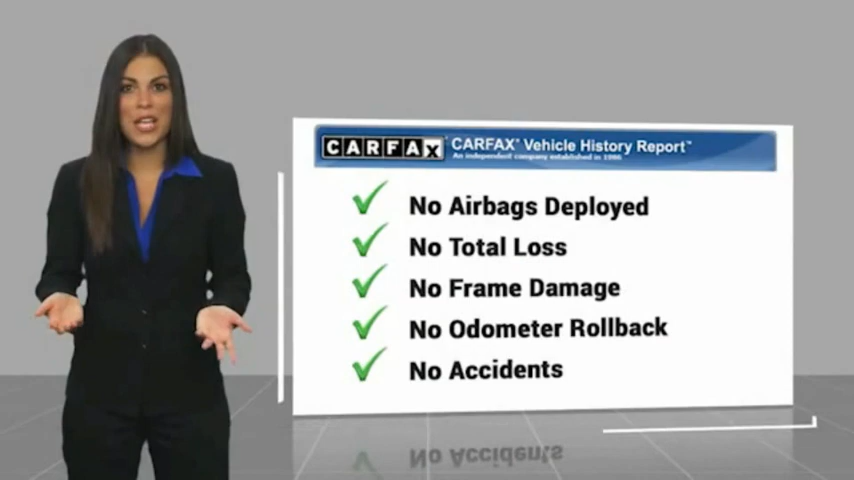 CARFAX CARFAX™ Vehicle History Report™
An independent company established in 1986
No Airbags Deployed
No Total Loss
No Frame Damage
No Odometer Rollback
No Accidents
No Accidents